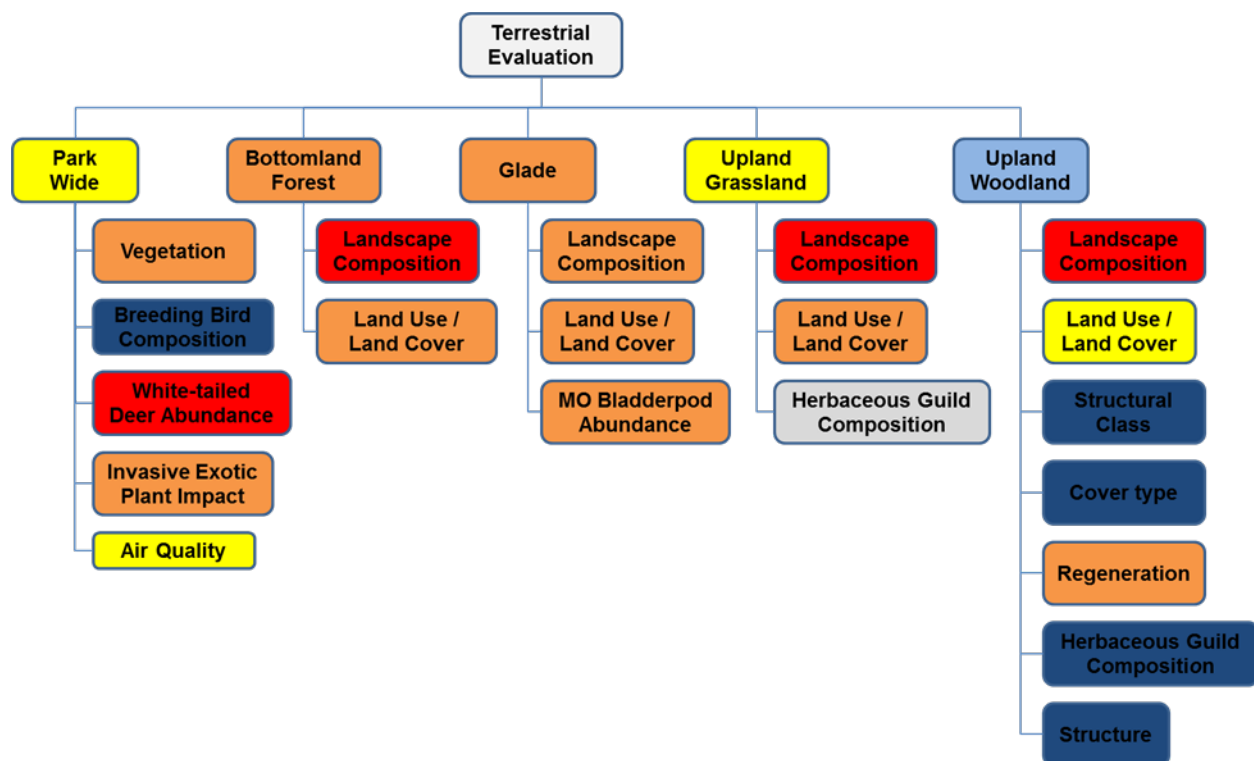 Terrestrial
Evaluation
Park
Wide
Bottomland
Forest
Glade
Upland
Grassland
Upland
Woodland
Vegetation
Breeding Bird
Composition
White-tailed
Deer Abundance
Invasive Exotic
Plant Impact
Air Quality
Landscape
Composition
Land Use /
Land Cover
Landscape
Composition
Land Use /
Land Cover
MO Bladderpod
Abundance
Landscape
Composition
Land Use /
Land Cover
Herbaceous Guild
Composition
Landscape
Composition
Land Use /
Land Cover
Structural
Class
Cover type
Regeneration
Herbaceous Guild
Composition
Structure